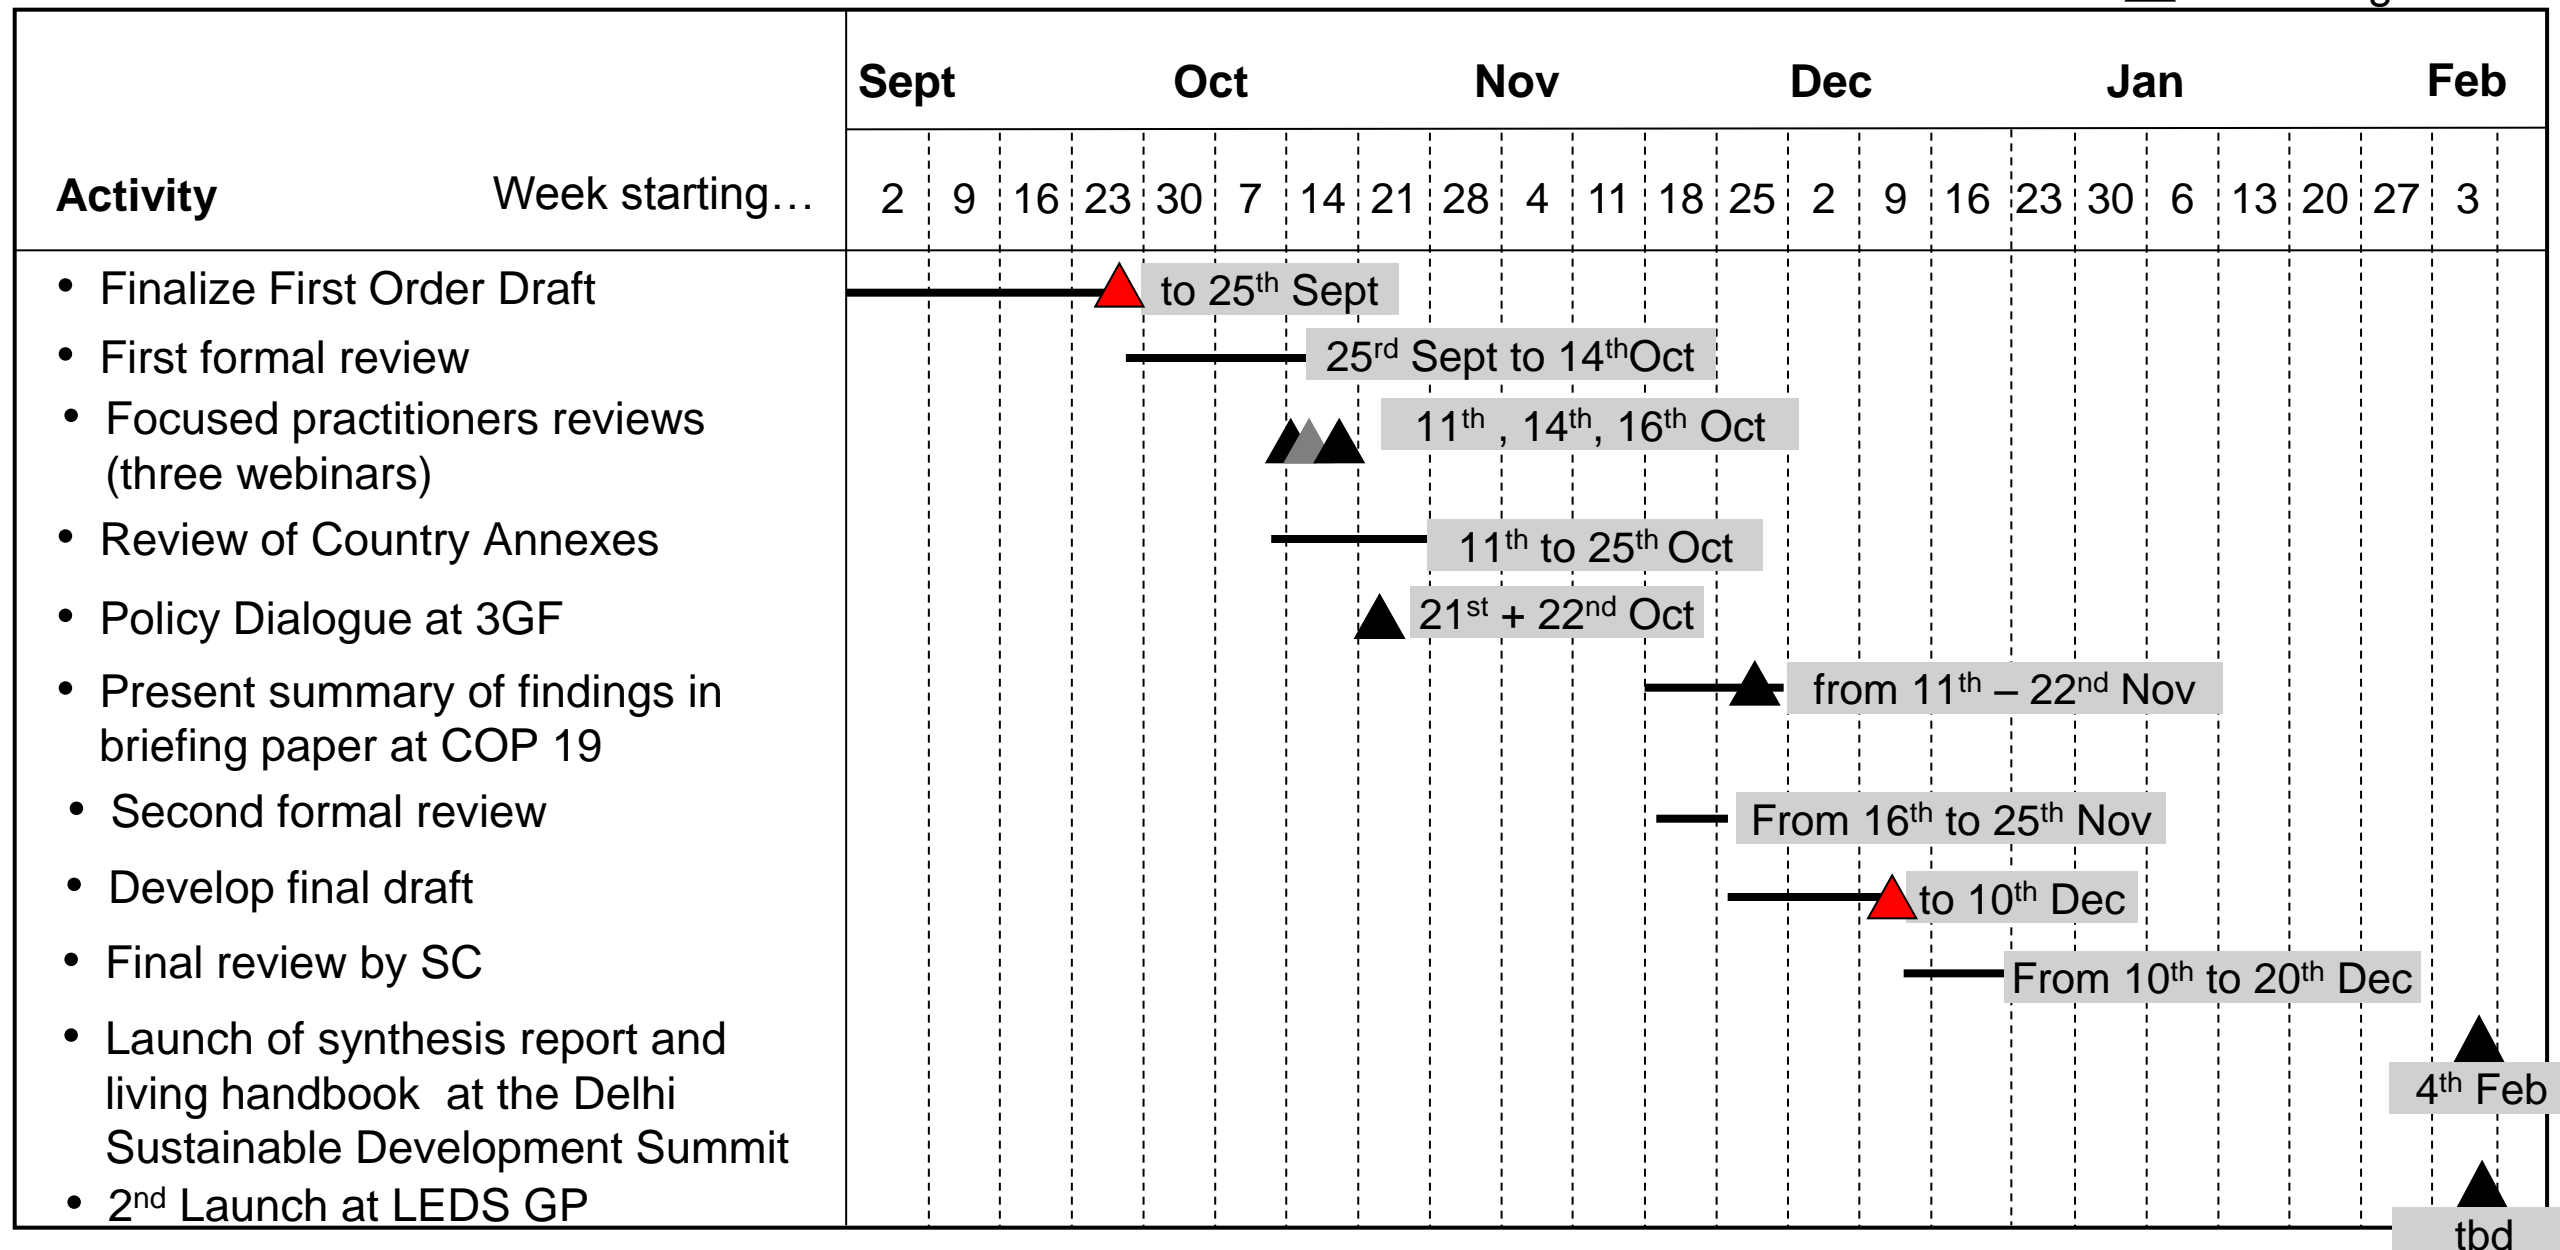 Sept Oct Nov Dec Jan Feb
Activity Week starting… 2 9 16 23 30 7 14 21 28 4 11 18 25 2 9 16 23 30 6 13 20 27 3
• Finalize First Order Draft to 25th Sept
• First formal review 25rd Sept to 14thOct
• Focused practitioners reviews 11th , 14th, 16th Oct
(three webinars)
• Review of Country Annexes 11th to 25th Oct
• Policy Dialogue at 3GF 21st + 22nd Oct
• Present summary of findings in from 11th – 22nd Nov
briefing paper at COP 19
• Second formal review From 16th to 25th Nov
• Develop final draft to 10th Dec
• Final review by SC From 10th to 20th Dec
• Launch of synthesis report and
living handbook at the Delhi 4th Feb
Sustainable Development Summit
• 2nd Launch at LEDS GP
tbd